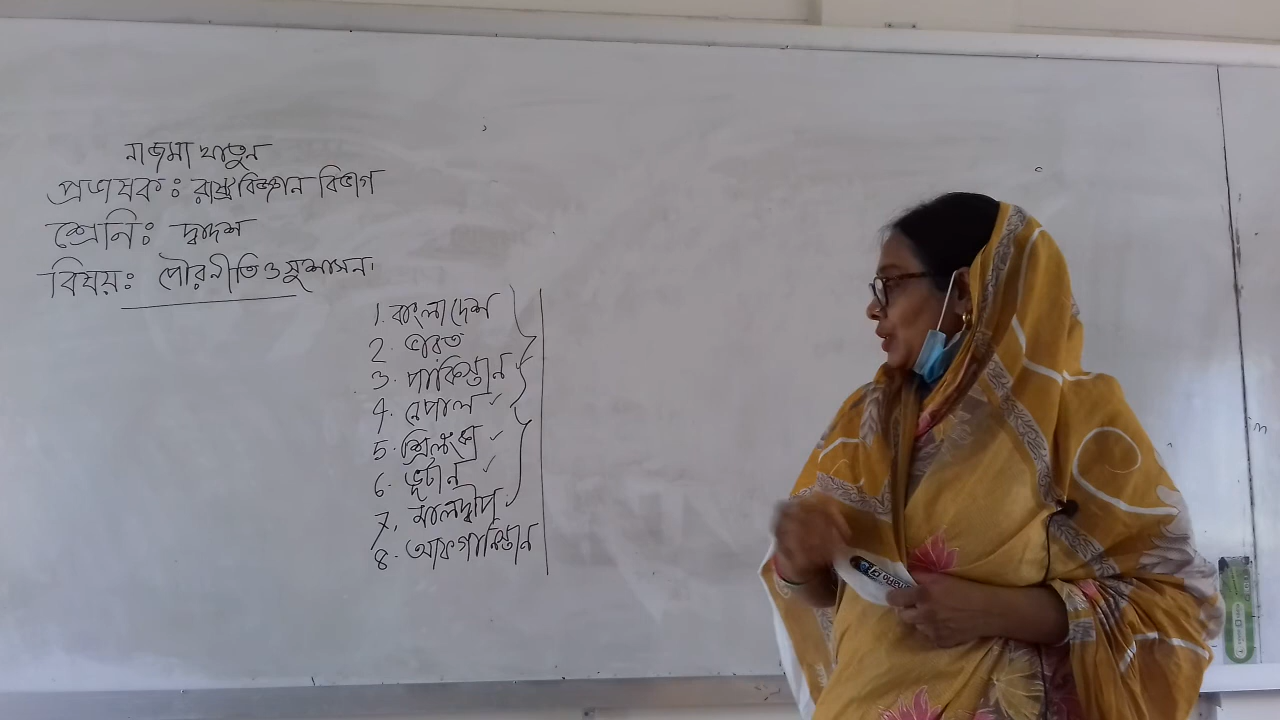 নাজমা খাতুন
প্রভাষক: রাষ্ট্রবিজ্ঞান বিভাগ
শ্রেনি: দ্বাদশ
বিষয়: পৌরনীতি ও সুশাসন।
1. বাংলাদেশ
2. ভারত
3. পাকিস্তান
4. নেপাল
5. শ্রিলংকা
6. ভূটান
7. মালদ্বীপ
8. আফগানিস্তান